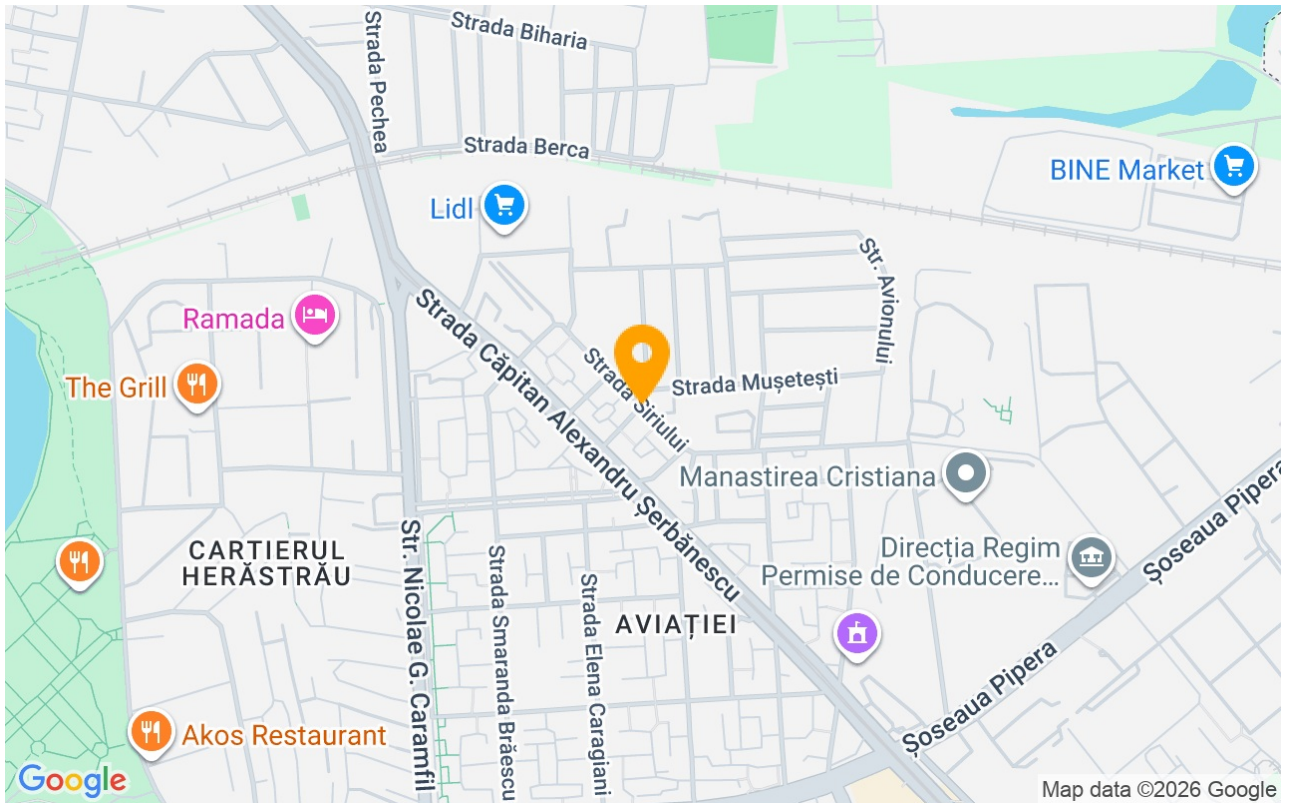 Strada Biharia
Strada Pechea
Strada Berca
BINE Market
Lidl
Str. Avionului
Ramada
Strada Căpitan Alexandru Șerbănescu
The Grill
Strada Siriului
Strada Mușetești
Manastirea Cristiana
CARTIERUL
HERĂSTRĂU
Str. Nicolae G. Caramfil
Strada Smaranda Brăescu
Strada Elena Caragiani
AVIAȚIEI
Direcția Regim
Permise de Conducere...
Șoseaua Pipera
Șoseaua Pipera
Akos Restaurant
Google
Map data ©2026 Google